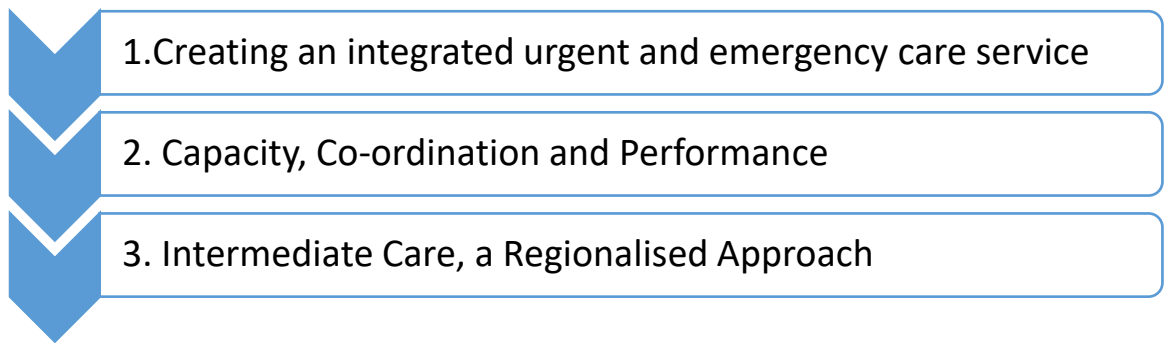 1.Creating an integrated urgent and emergency care service
2. Capacity, Co-ordination and Performance
3. Intermediate Care, a Regionalised Approach